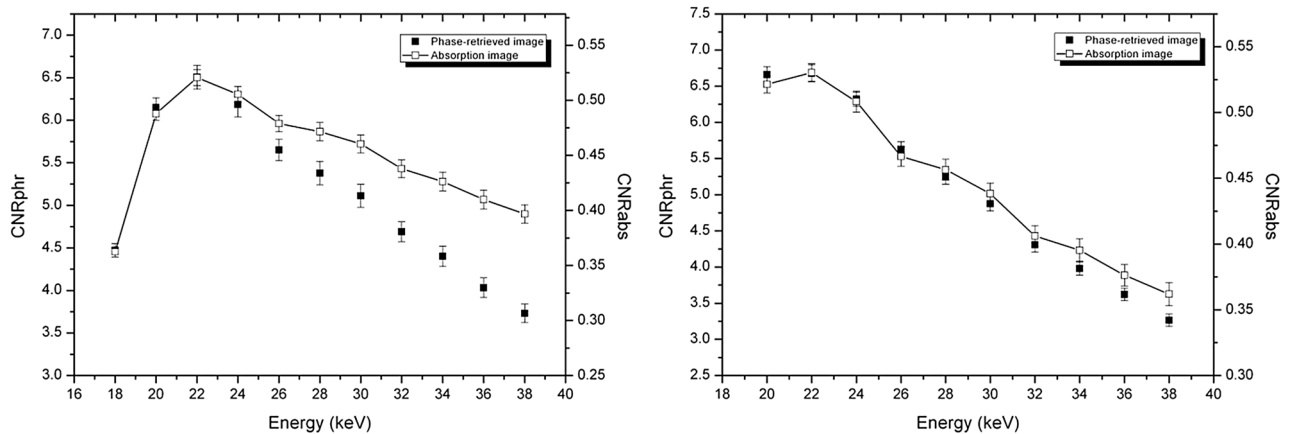 CNRphr
7.0
6.5
6.0
5.5
5.0
4.5
4.0
3.5
3.0
Phase-retrieved image
Absorption image
0.55
0.50
0.45
0.40
0.35
0.30
0.25
CNRabs
16 18 20 22 24 26 28 30 32 34 36 38 40
Energy (keV)
CNRphr
7.5
7.0
6.5
6.0
5.5
5.0
4.5
4.0
3.5
3.0
2.5
Phase-retrieved image
Absorption image
0.55
0.50
0.45
0.40
0.35
0.30
CNRabs
18 20 22 24 26 28 30 32 34 36 38 40
Energy (keV)